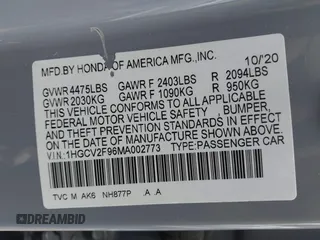 MFD.BY HONDA OF AMERICA MFG.,INC. 10/20
GVWR 4475LBS GAWR F 2403LBS R 2094LBS
GVWR 2030KG GAWR F 1090KG R 950KG
THIS VEHICLE CONFORMS TO ALL APPLICABLE
FEDERAL MOTOR VEHICLE SAFETY BUMPER,
AND THEFT PREVENTION STANDARDS IN EFFECT
ON THE DATE OF MANUFACTURE SHOWN ABOVE.
V.I.N.:1HGCV2F96MA002773 TYPE:PASSENGER CAR
TVC M AK6 NH877P .A .A
DREAMBID